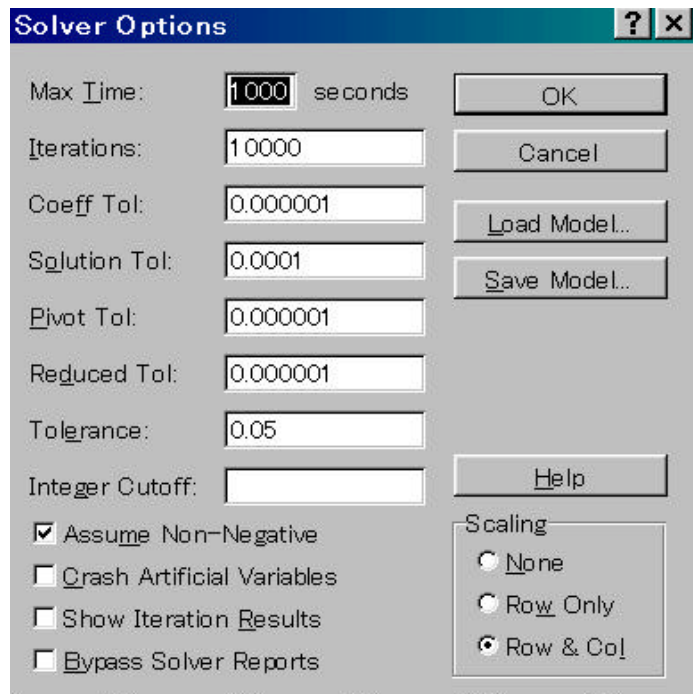 Solver Options
Max Time: 1000 seconds
OK
Iterations: 10000
Cancel
Coeff Tol: 0.000001
Load Model...
Solution Tol: 0.0001
Save Model...
Pivot Tol: 0.000001
Reduced Tol: 0.000001
Tolerance: 0.05
Integer Cutoff:
Help
Assume Non-Negative
Crash Artificial Variables
Show Iteration Results
Bypass Solver Reports
Scaling
None
Row Only
Row & Col